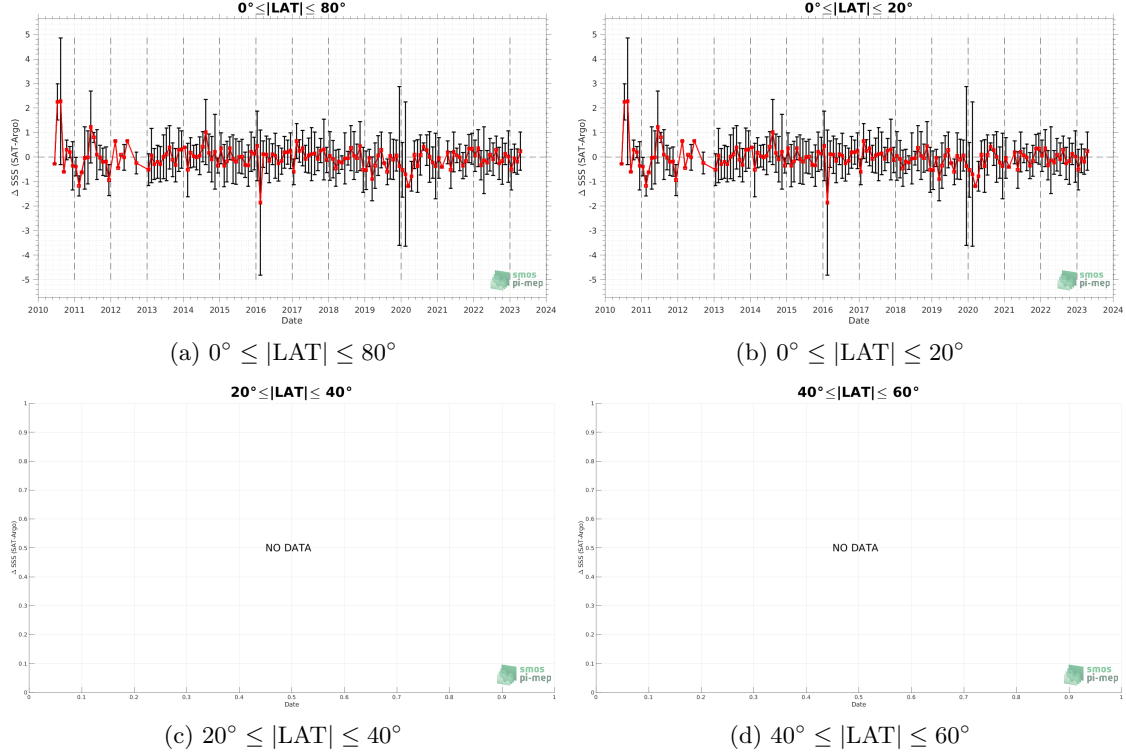 0°≤|LAT|≤ 80°
5
4
3
2
1
0
-1
-2
-3
-4
-5
Δ SSS (SAT-Argo)
2010 2011 2012 2013 2014 2015 2016 2017 2018 2019 2020 2021 2022 2023 2024
Date
smos
pi-mep
(a) 0° ≤ |LAT| ≤ 80°
0°≤|LAT|≤ 20°
5
4
3
2
1
0
-1
-2
-3
-4
-5
Δ SSS (SAT-Argo)
2010 2011 2012 2013 2014 2015 2016 2017 2018 2019 2020 2021 2022 2023 2024
Date
smos
pi-mep
(b) 0° ≤ |LAT| ≤ 20°
20°≤|LAT|≤ 40°
1
0.9
0.8
0.7
0.6
0.5
0.4
0.3
0.2
0.1
0
Δ SSS (SAT-Argo)
NO DATA
0 0.1 0.2 0.3 0.4 0.5 0.6 0.7 0.8 0.9 1
Date
smos
pi-mep
(c) 20° ≤ |LAT| ≤ 40°
40°≤|LAT|≤ 60°
1
0.9
0.8
0.7
0.6
0.5
0.4
0.3
0.2
0.1
0
Δ SSS (SAT-Argo)
NO DATA
0 0.1 0.2 0.3 0.4 0.5 0.6 0.7 0.8 0.9 1
Date
smos
pi-mep
(d) 40° ≤ |LAT| ≤ 60°